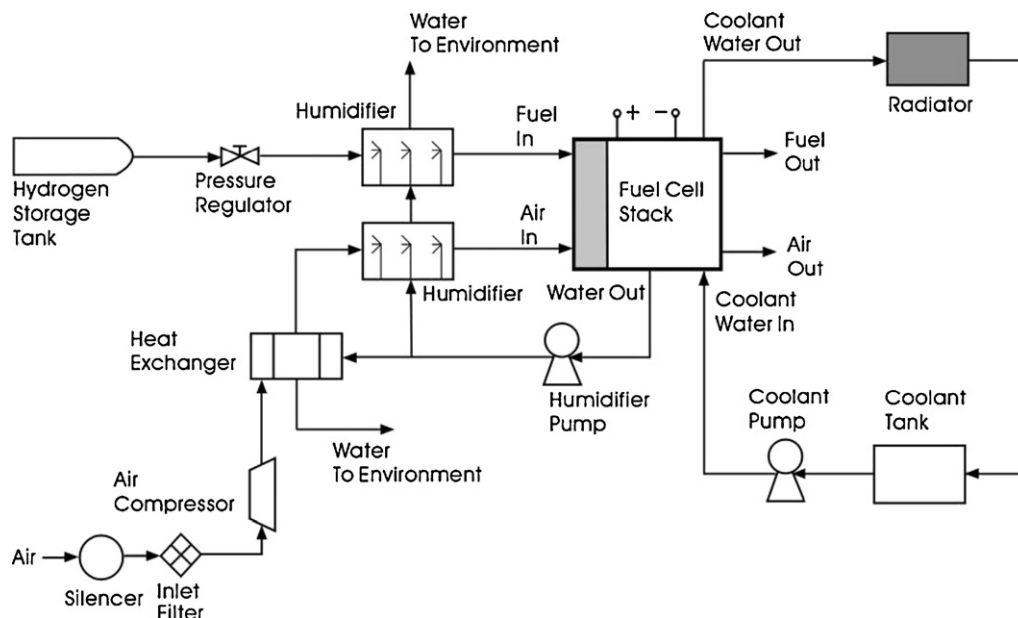 Water
To Environment
Coolant
Water Out
Humidifier
Fuel
In
+ −
Radiator
Fuel
Out
Hydrogen
Storage
Tank
Pressure
Regulator
Fuel Cell
Stack
Air
In
Air
Out
Humidifier
Water Out
Coolant
Water In
Heat
Exchanger
Humidifier
Pump
Coolant
Pump
Coolant
Tank
Water
To Environment
Air
Compressor
Air
Silencer
Inlet
Filter